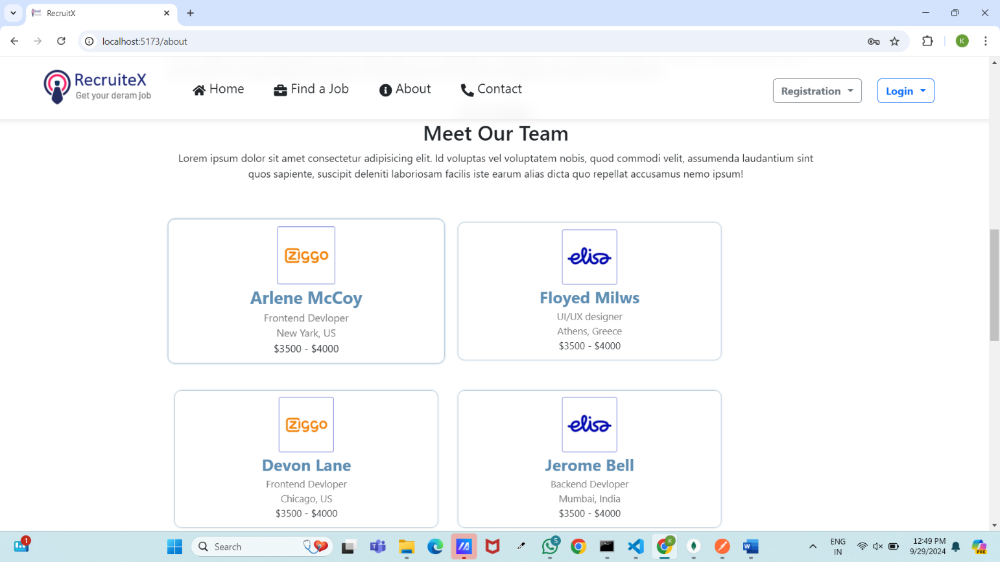 RecruitX
localhost:5173/about
K
RecruiteX
Get your deram job
Home
Find a Job
About
Contact
Registration
Login
Meet Our Team
Lorem ipsum dolor sit amet consectetur adipisicing elit. Id voluptas vel voluptatem nobis, quod commodi velit, assumenda laudantium sint
quos sapiente, suscipit deleniti laboriosam facilis iste earum alias dicta quo repellat accusamus nemo ipsum!
Ziggo
Arlene McCoy
Frontend Devloper
New Yark, US
$3500 - $4000
elisa
Floyed Milws
UI/UX designer
Athens, Greece
$3500 - $4000
Ziggo
Devon Lane
Frontend Devloper
Chicago, US
$3500 - $4000
elisa
Jerome Bell
Backend Devloper
Mumbai, India
$3500 - $4000
1
Search
5
K
ENG
IN
12:49 PM
9/29/2024
PRE